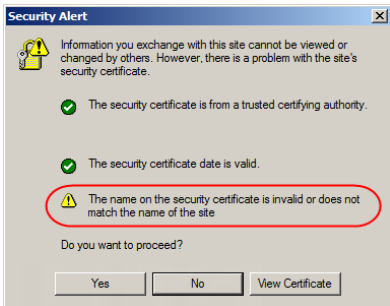 Security Alert
Information you exchange with this site cannot be viewed or
changed by others. However, there is a problem with the site's
security certificate.
The security certificate is from a trusted certifying authority.
The security certificate date is valid.
The name on the security certificate is invalid or does not
match the name of the site
Do you want to proceed?
Yes
No
View Certificate